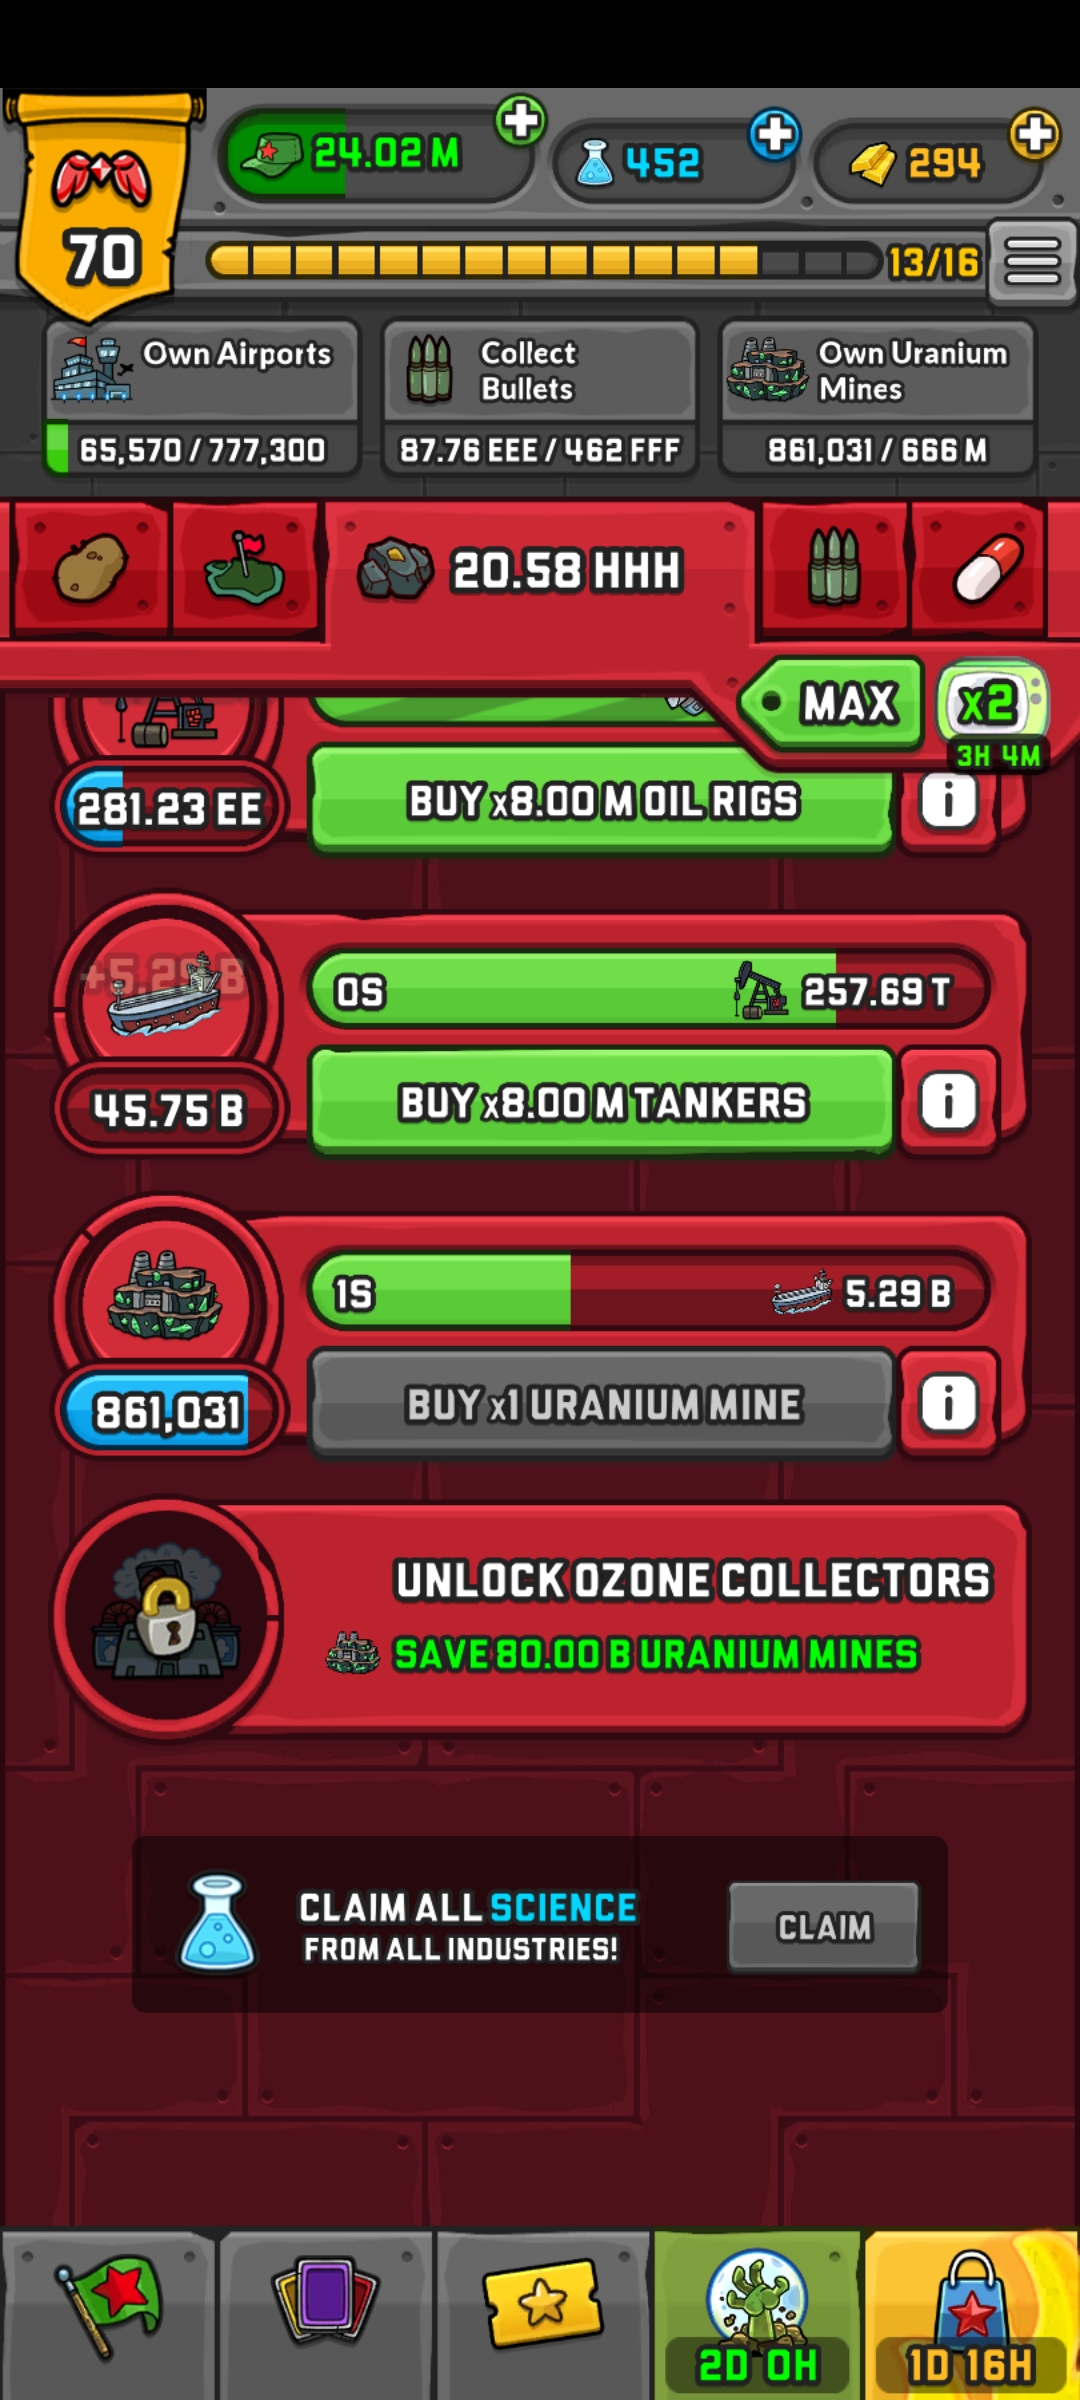 24.02 M
452
294
70
13/16
Own Airports
65,570 / 777,300
Collect
Bullets
87.76 EEE / 462 FFF
Own Uranium
Mines
861,031 / 666 M
20.58 HHH
MAX
x2
3H 4M
281.23 EE
BUY x8.00 M OIL RIGS
i
+5.29 B
0S
257.69 T
45.75 B
BUY x8.00 M TANKERS
i
1S
5.29 B
861,031
BUY x1 URANIUM MINE
i
UNLOCK OZONE COLLECTORS
SAVE 80.00 B URANIUM MINES
CLAIM ALL SCIENCE
FROM ALL INDUSTRIES!
CLAIM
2D 0H
1D 16H